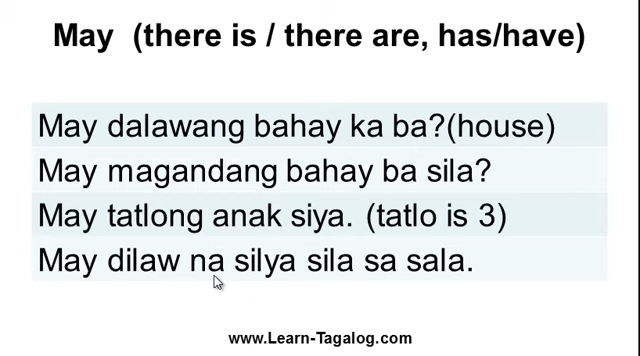 May (there is / there are, has/have)
May dalawang bahay ka ba?(house)
May magandang bahay ba sila?
May tatlong anak siya. (tatlo is 3)
May dilaw na silya sila sa sala.
www.Learn-Tagalog.com